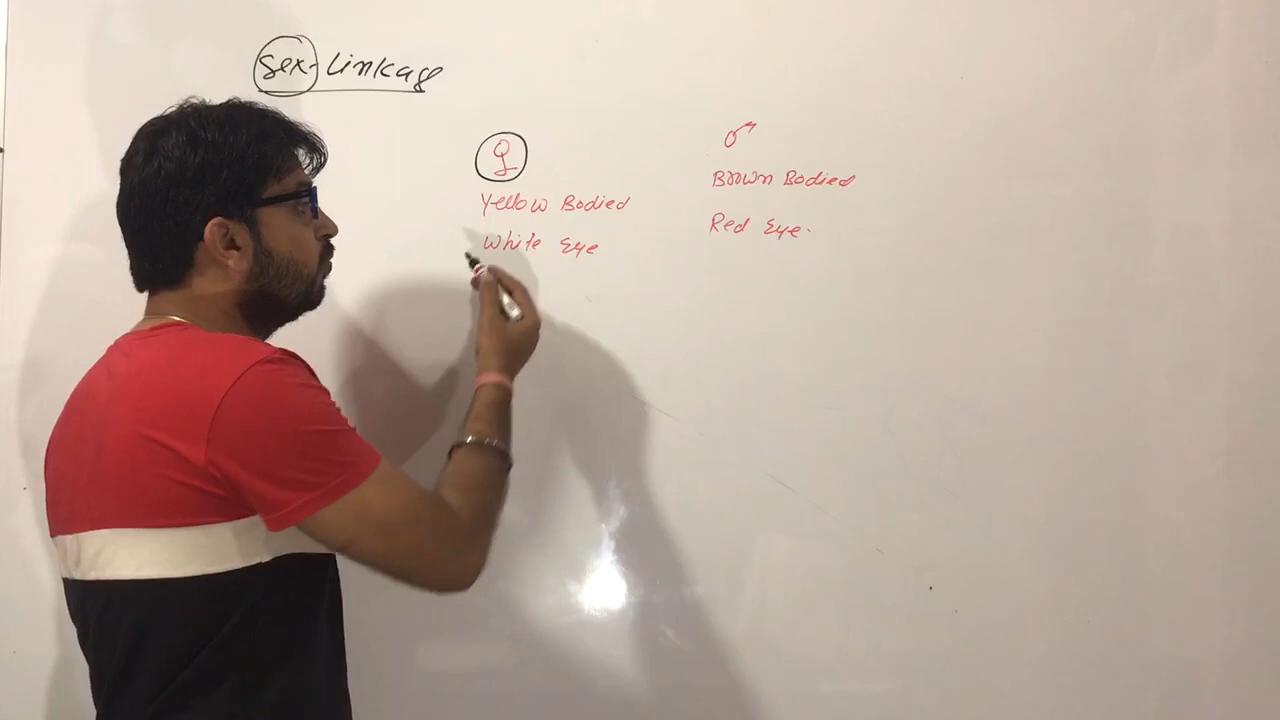 Sex-Linkage
♀
♂
Yellow Bodied
Brown Bodied
White Eye
Red Eye.